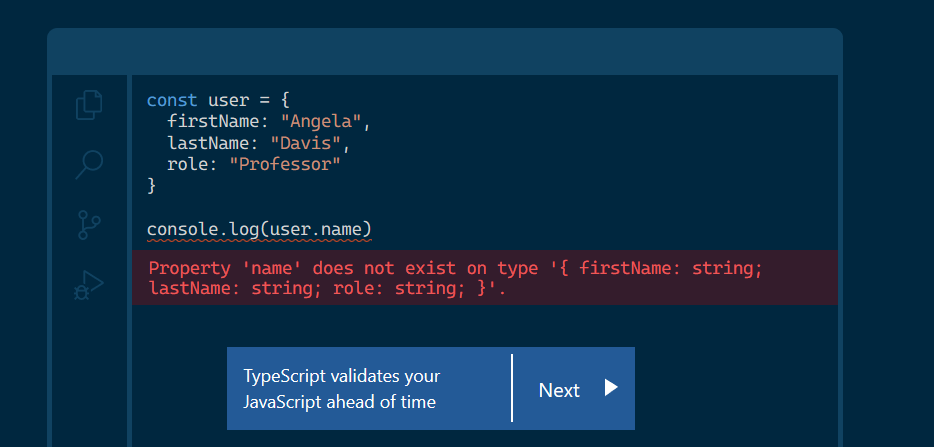 const user = {
  firstName: "Angela",
  lastName: "Davis",
  role: "Professor"
}
console.log(user.name)
Property 'name' does not exist on type '{ firstName: string;
lastName: string; role: string; }'.
TypeScript validates your
JavaScript ahead of time
Next